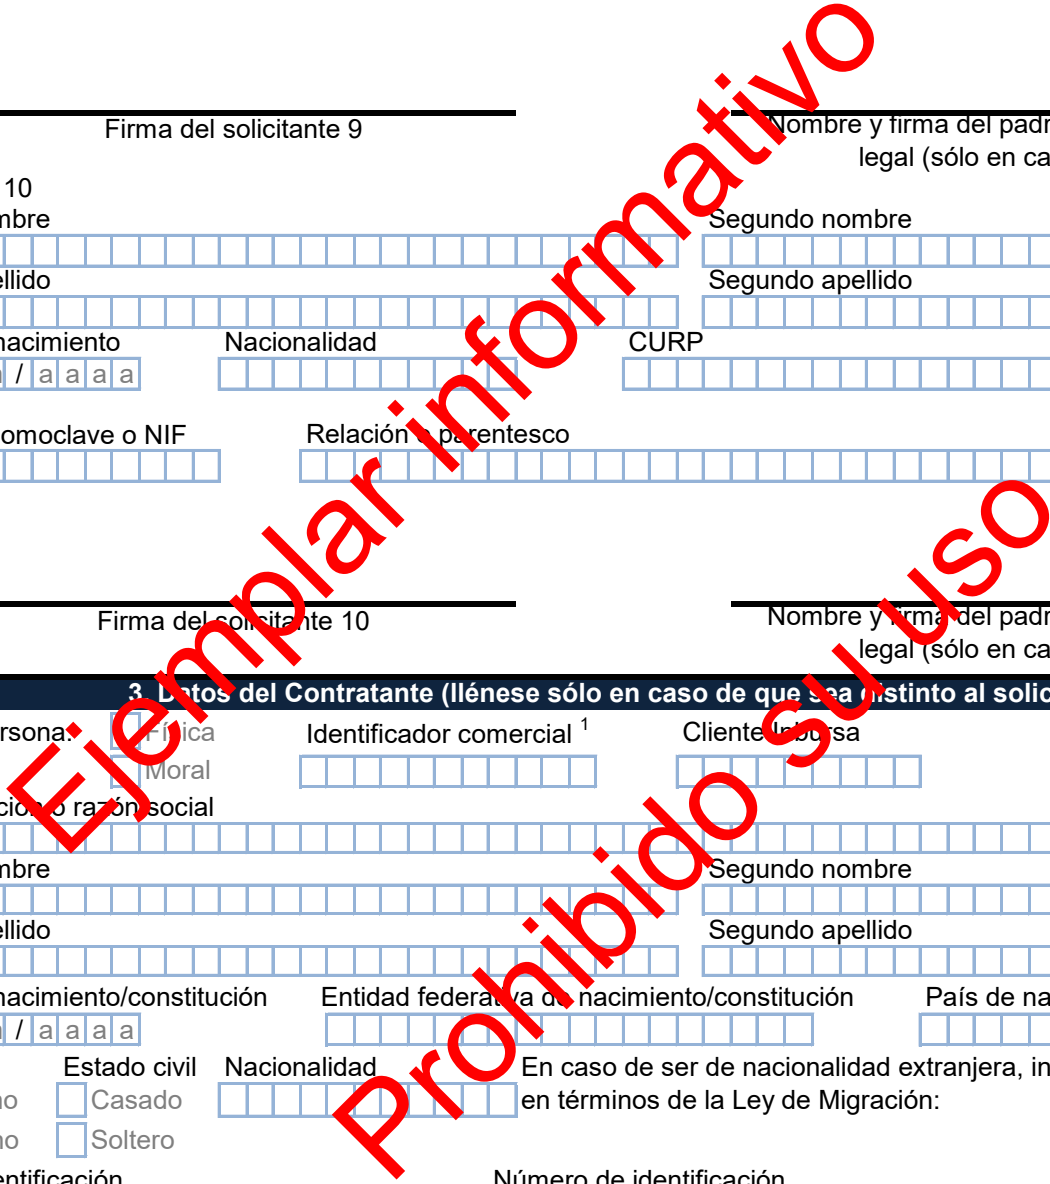 Firma del solicitante 9
Nombre y firma del padr
legal (sólo en ca
10
mbre Segundo nombre
ellido Segundo apellido
nacimiento Nacionalidad CURP
/ a a a a
omoclave o NIF Relación o parentesco
Firma del solicitante 10
Nombre y firma del padr
legal (sólo en ca
3. Datos del Contratante (llénese sólo en caso de que sea distinto al solic
rsona: Física Identificador comercial 1 Cliente Inbursa
Moral
ción o razón social
mbre Segundo nombre
ellido Segundo apellido
nacimiento/constitución Entidad federativa de nacimiento/constitución País de na
/ a a a a
Estado civil Nacionalidad En caso de ser de nacionalidad extranjera, in
no Casado en términos de la Ley de Migración:
no Soltero
entificación Número de identificación
Ejemplar informativo
Prohibido su uso